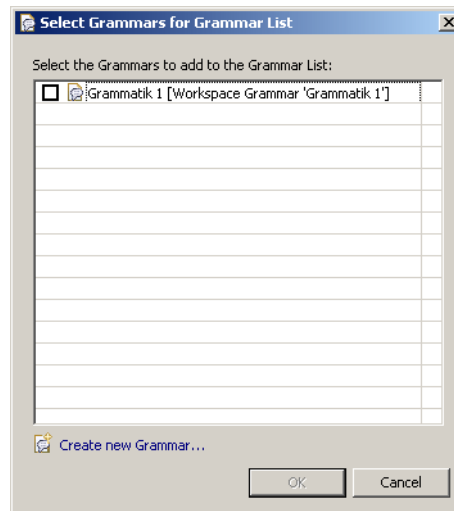 Select Grammars for Grammar List
Select the Grammars to add to the Grammar List:
Grammatik 1 [Workspace Grammar 'Grammatik 1']
Create new Grammar...
OK
Cancel